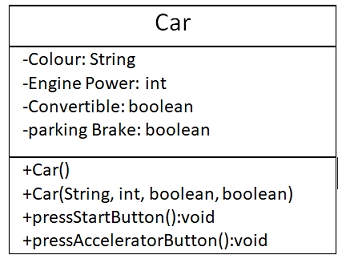 Car
-Colour: String
-Engine Power: int
-Convertible: boolean
-parking Brake: boolean
+Car()
+Car(String, int, boolean, boolean)
+pressStartButton():void
+pressAcceleratorButton():void